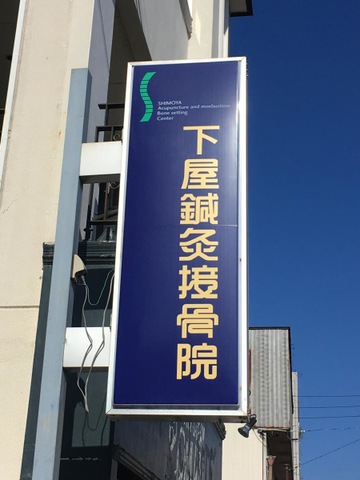 SHIMOYA
Acupuncture and moxibustion
Bone setting
Center
下屋鍼灸接骨院